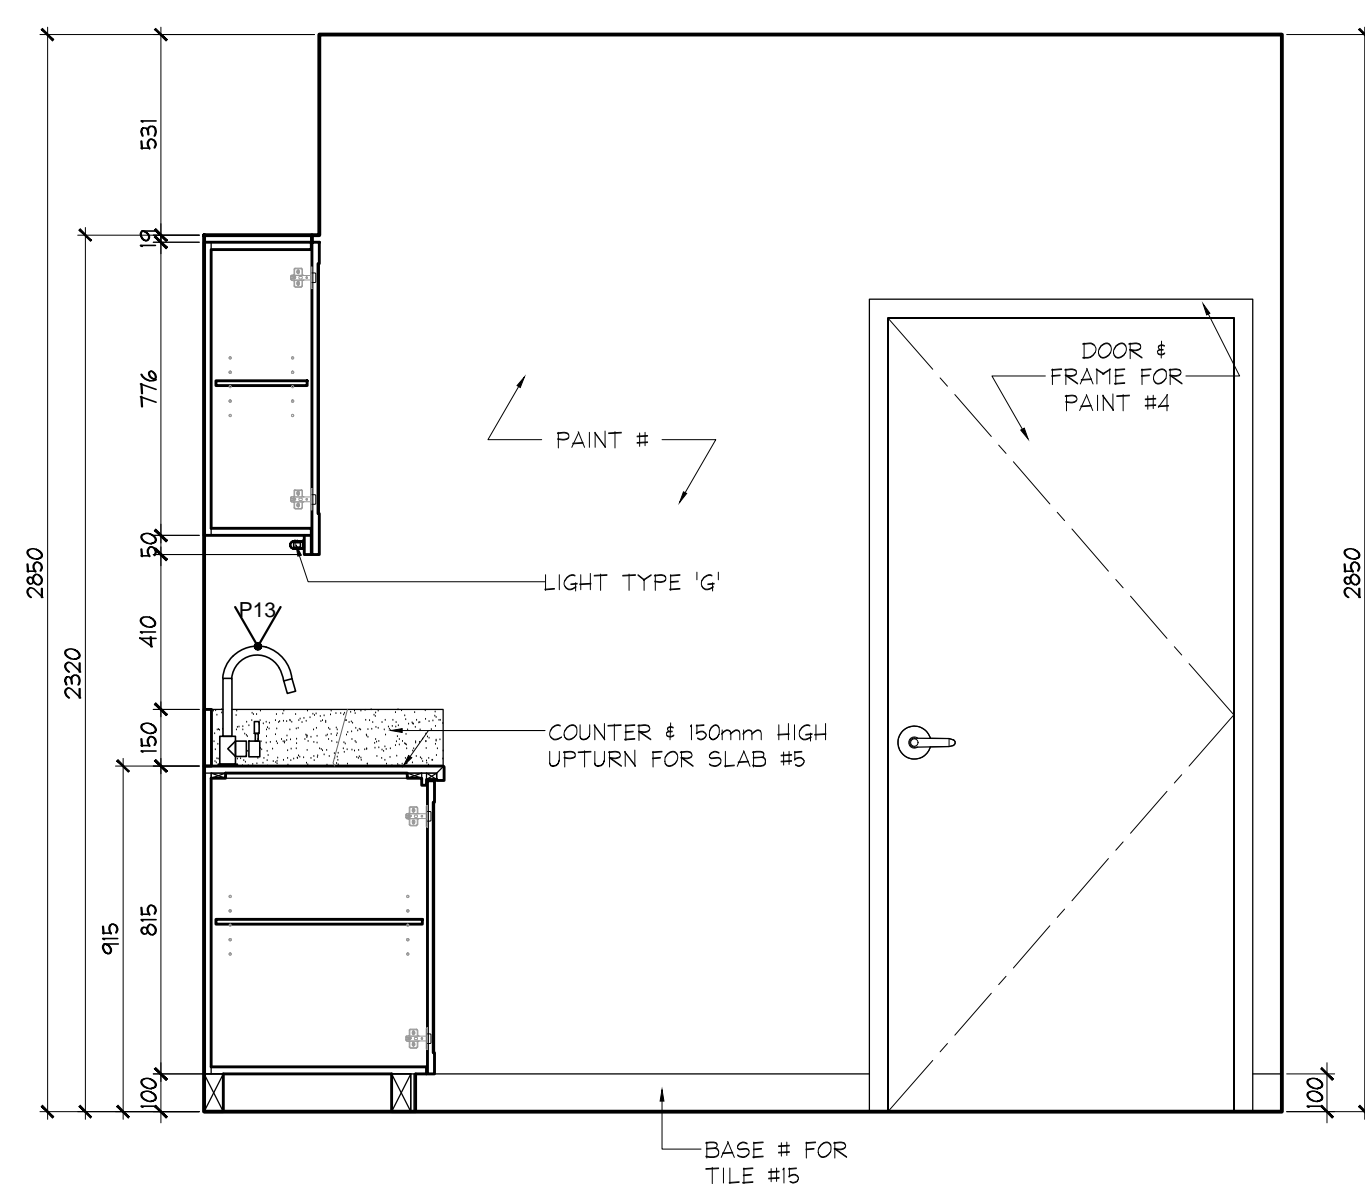 531
19
776
50
2850
2320
410
150
915
815
100
DOOR &
FRAME FOR
PAINT #4
PAINT #
LIGHT TYPE 'G'
P13
COUNTER & 150mm HIGH
UPTURN FOR SLAB #5
BASE # FOR
TILE #15
2850
100